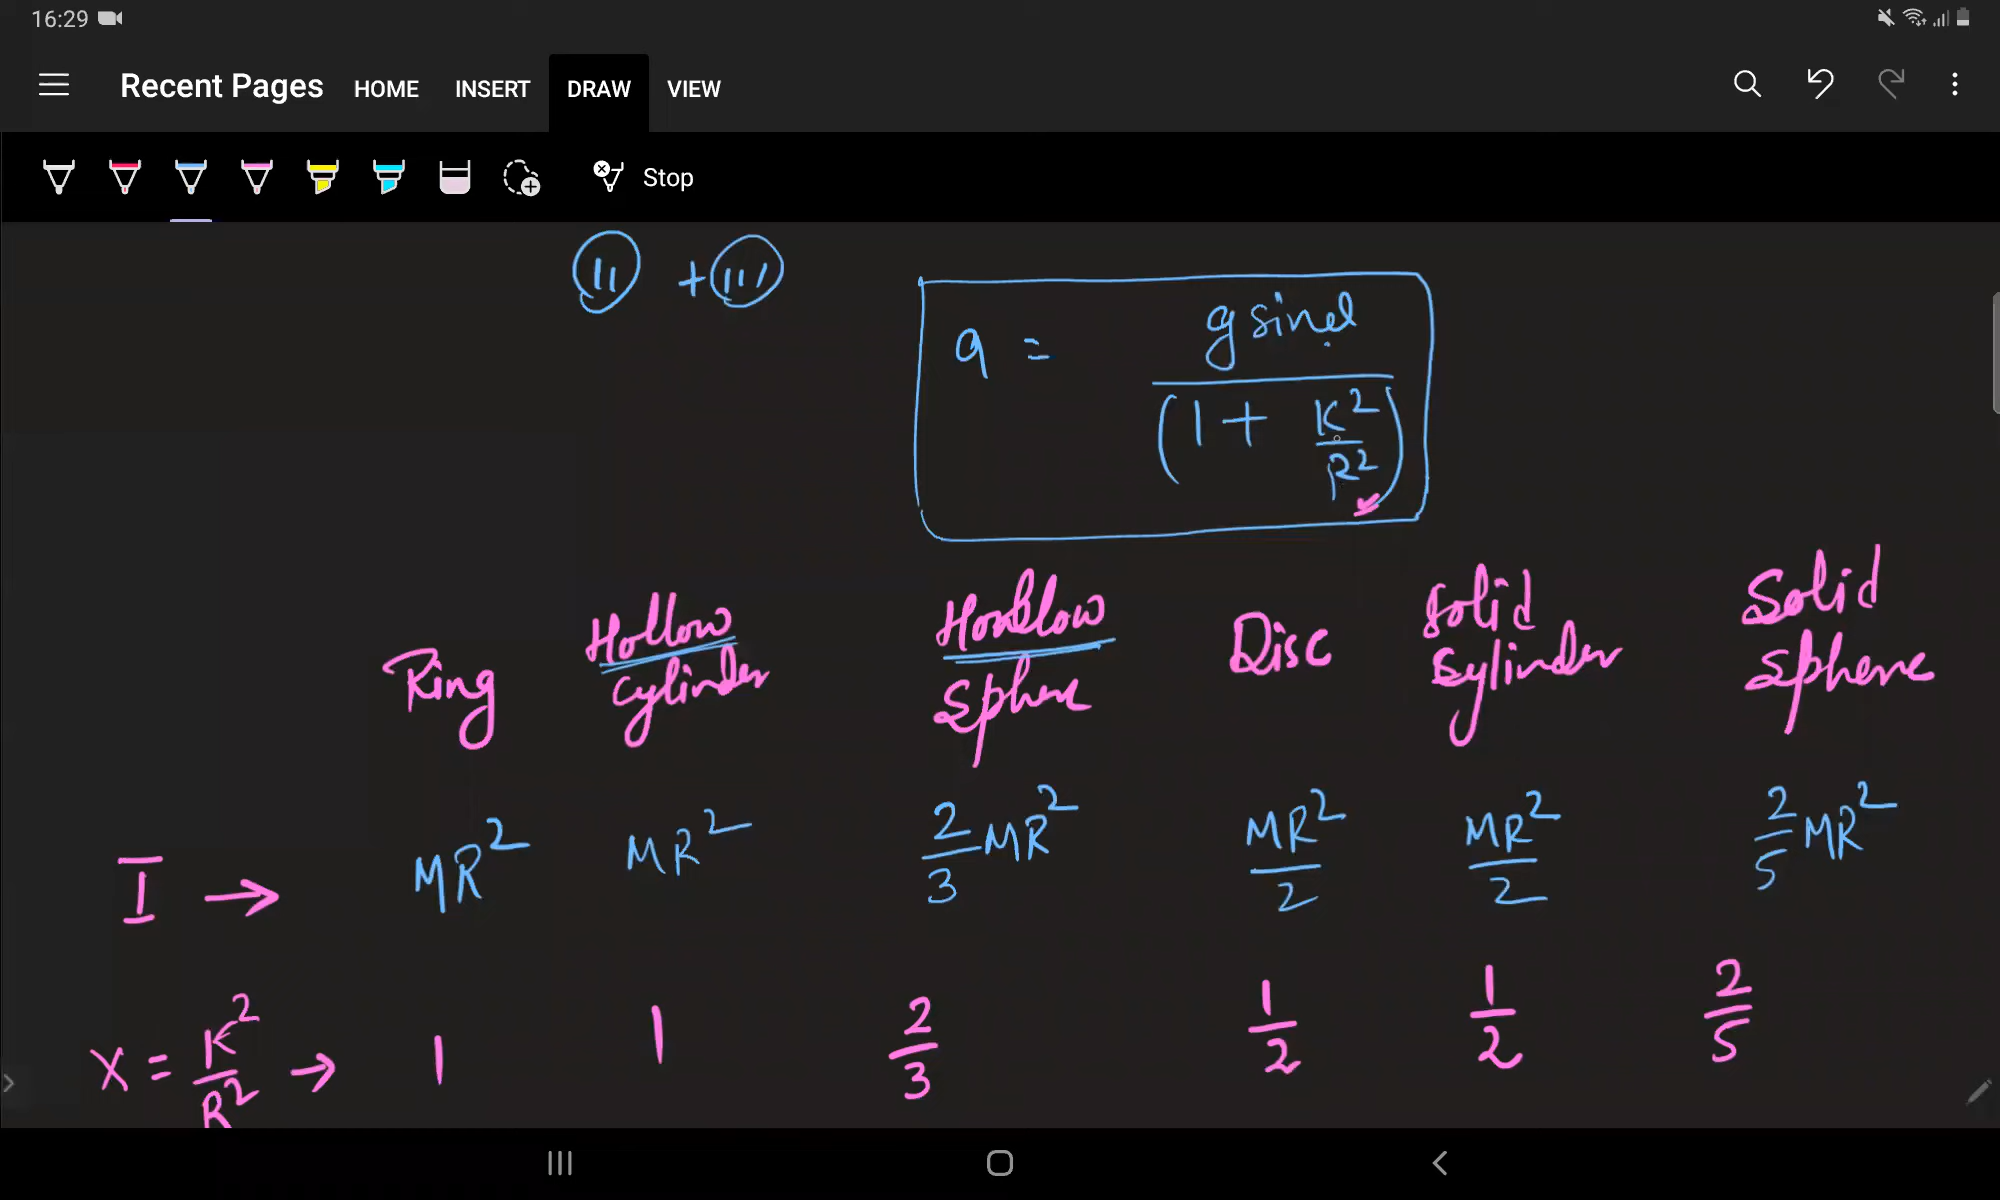 16:29
Recent Pages HOME INSERT DRAW VIEW
Stop
II + III
a = g sin α / (1 + K²/R²)
Ring Hollow Cylinder Hollow Sphere Disc Solid Cylinder Solid Sphere
I → MR² MR² 2/3 MR² MR²/2 MR²/2 2/5 MR²
X = K²/R² → 1 1 2/3 1/2 1/2 2/5